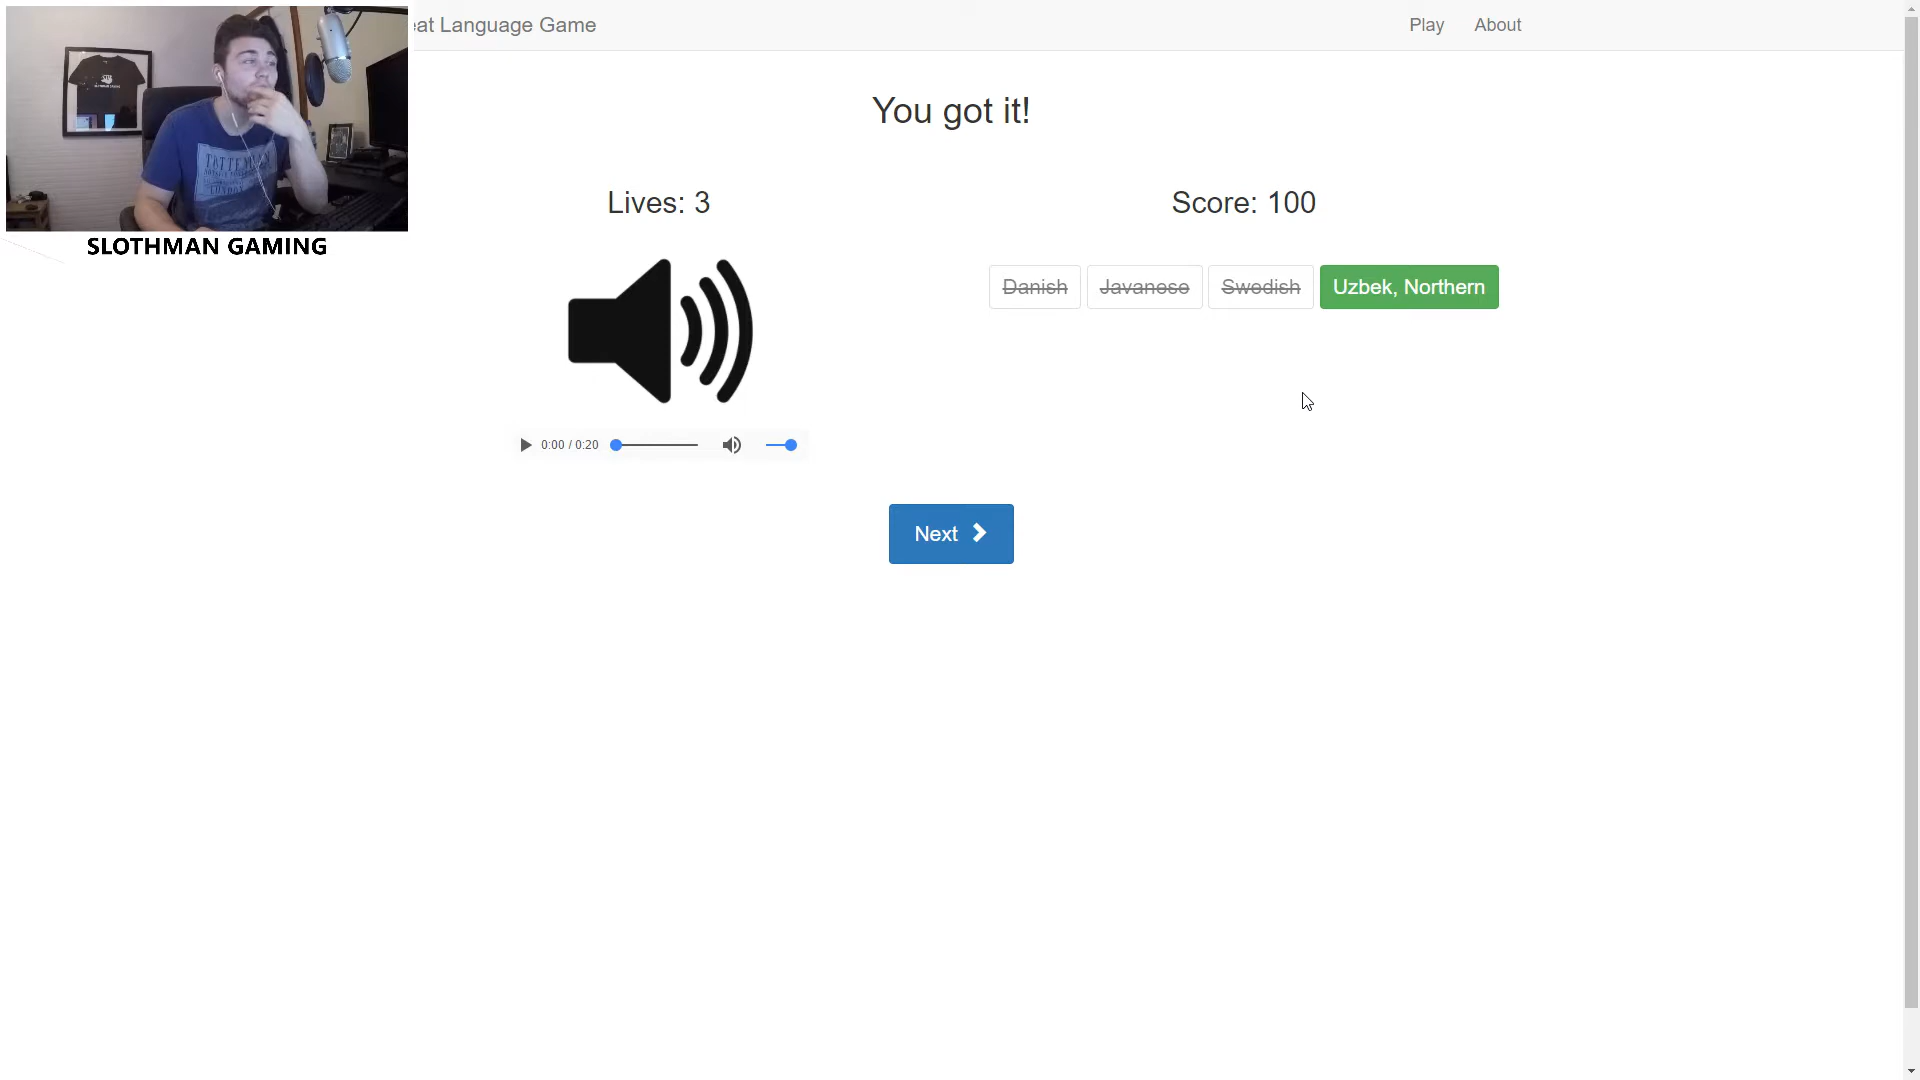 eat Language Game
Play
About
You got it!
Lives: 3
Score: 100
Danish
Javanese
Swedish
Uzbek, Northern
0:00 / 0:20
Next
SLOTHMAN GAMING